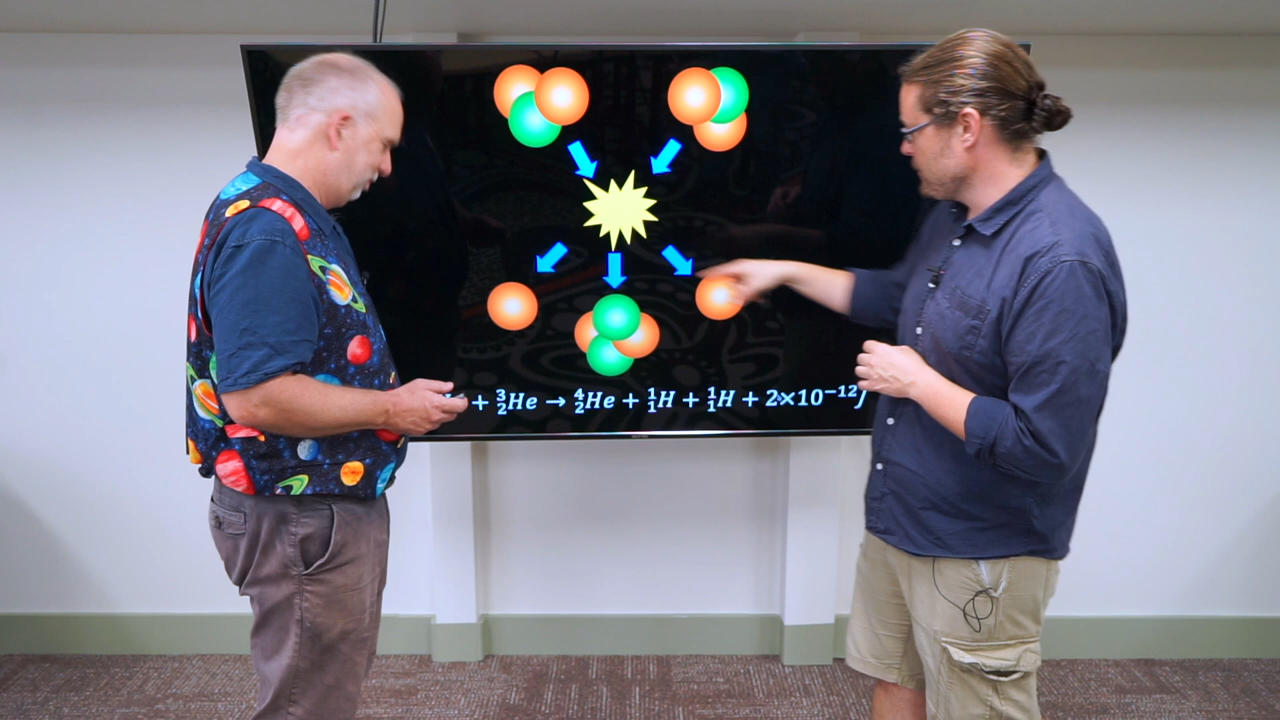 + ³₂He → ⁴₂He + ¹₁H + ¹₁H + 2×10⁻¹²J